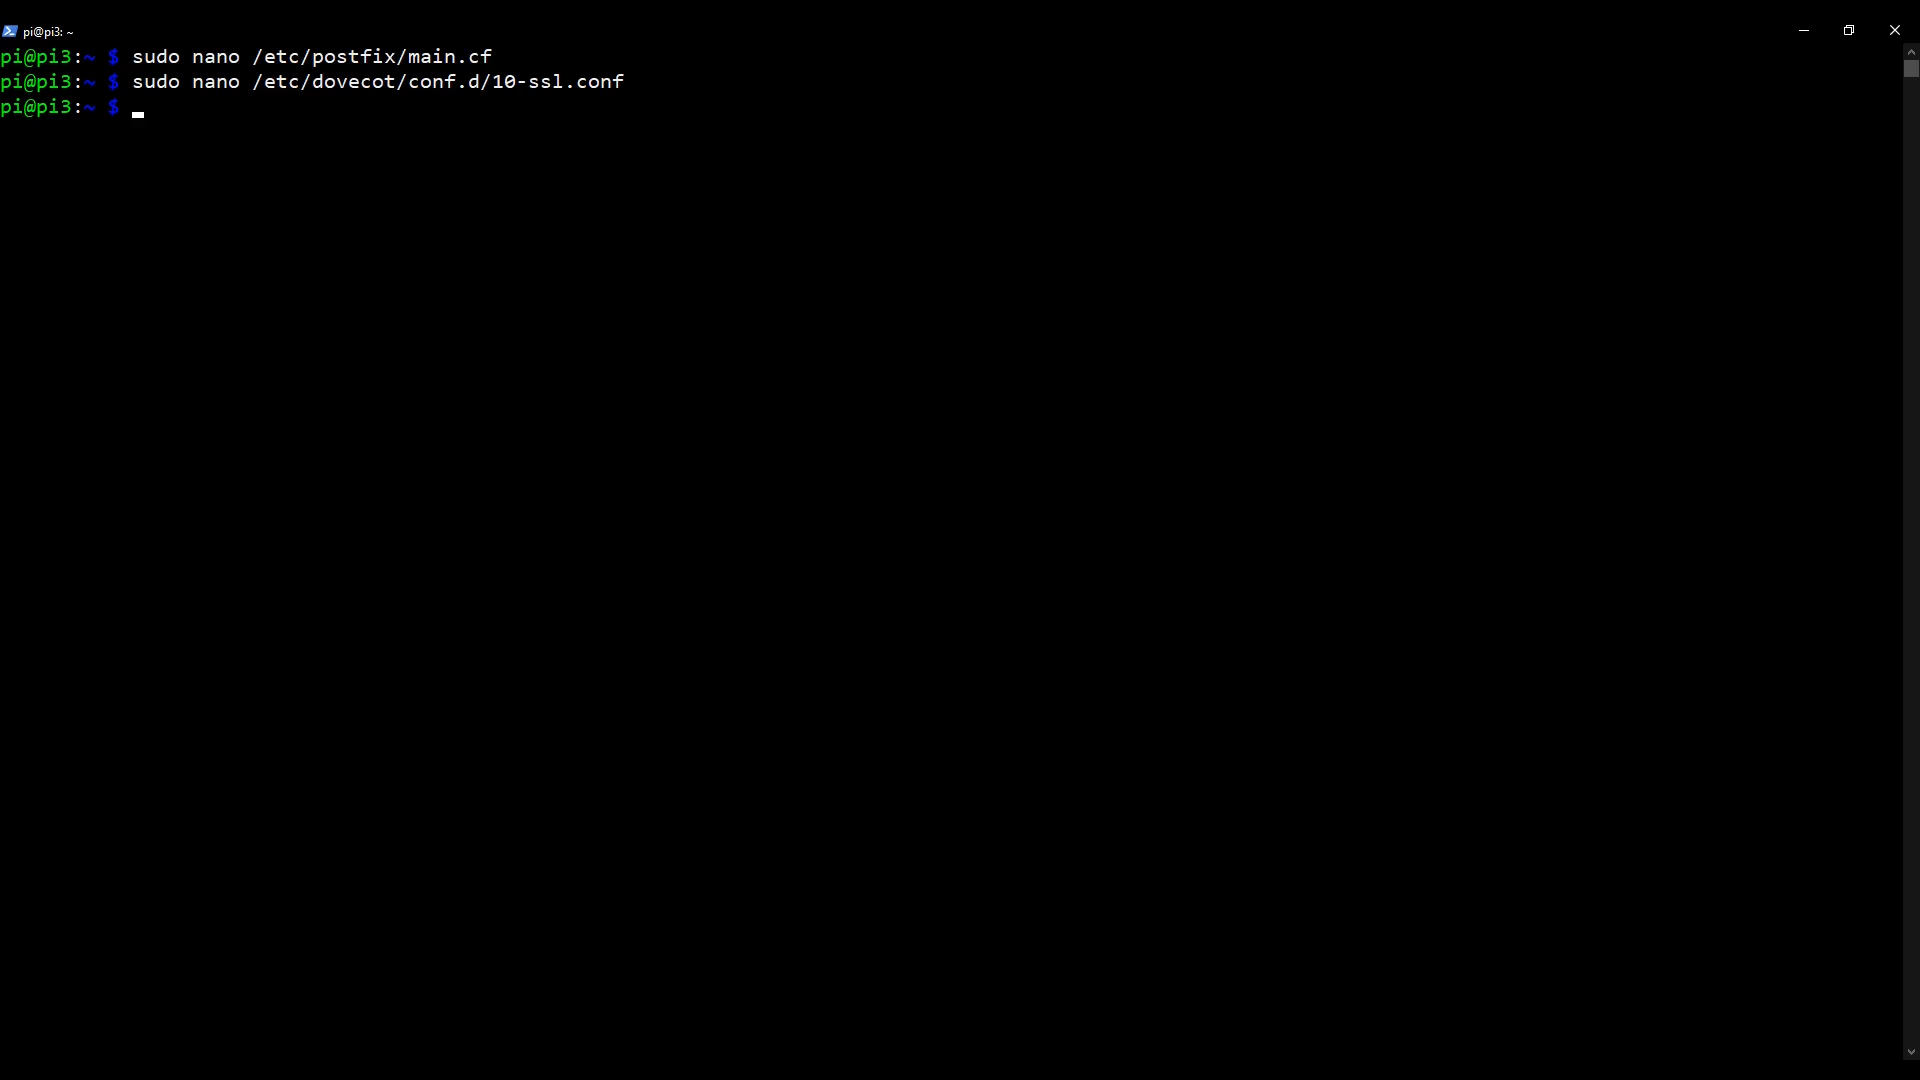 pi@pi3: ~
pi@pi3:~ $ sudo nano /etc/postfix/main.cf
pi@pi3:~ $ sudo nano /etc/dovecot/conf.d/10-ssl.conf
pi@pi3:~ $